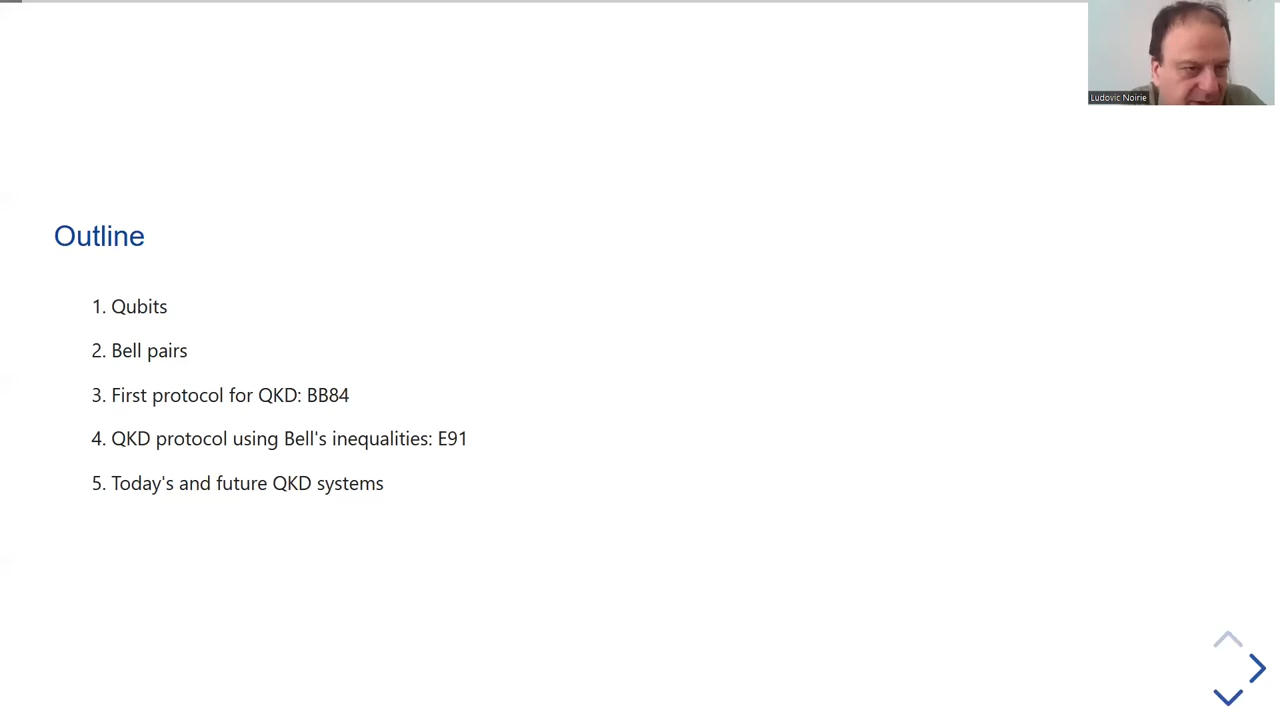 Ludovic Noirie
Outline
1. Qubits
2. Bell pairs
3. First protocol for QKD: BB84
4. QKD protocol using Bell's inequalities: E91
5. Today's and future QKD systems